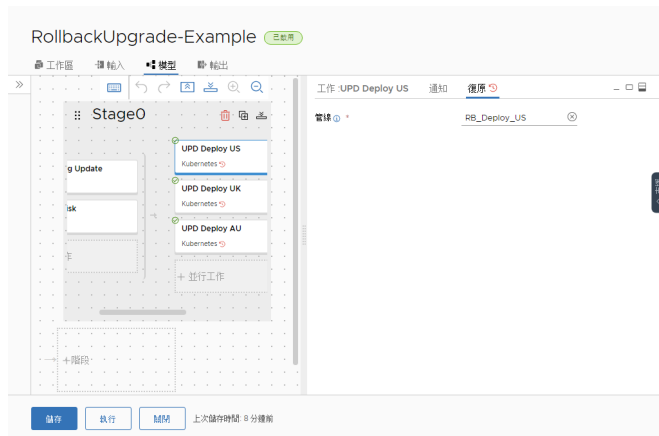 RollbackUpgrade-Example 已啟用
工作區 輸入 模型 輸出
工作 :UPD Deploy US 通知 復原
管線 * RB_Deploy_US
Stage0
g Update
isk
作
UPD Deploy US
Kubernetes
UPD Deploy UK
Kubernetes
UPD Deploy AU
Kubernetes
+ 並行工作
+階段
儲存 執行 關閉 上次儲存時間: 8 分鐘前